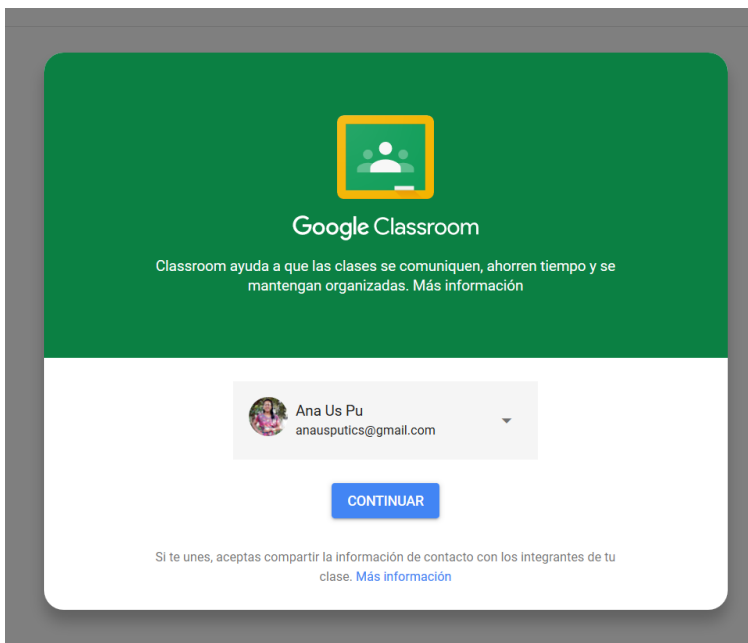 Google Classroom
Classroom ayuda a que las clases se comuniquen, ahorren tiempo y se
mantengan organizadas. Más información
Ana Us Pu
anausputics@gmail.com
CONTINUAR
Si te unes, aceptas compartir la información de contacto con los integrantes de tu
clase. Más información